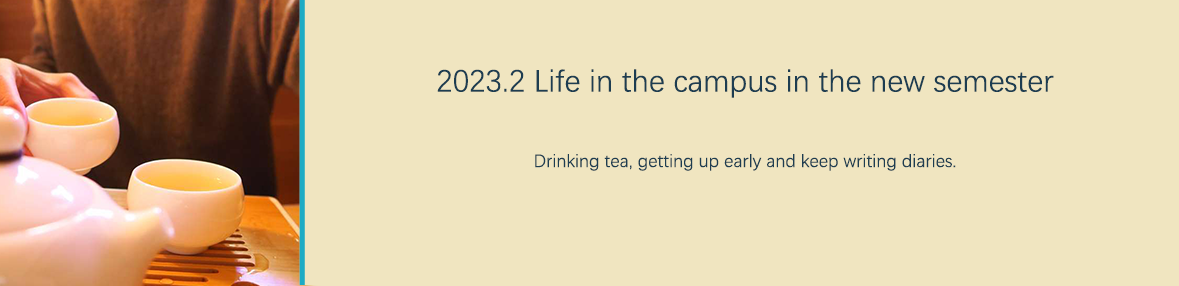 2023.2 Life in the campus in the new semester
Drinking tea, getting up early and keep writing diaries.